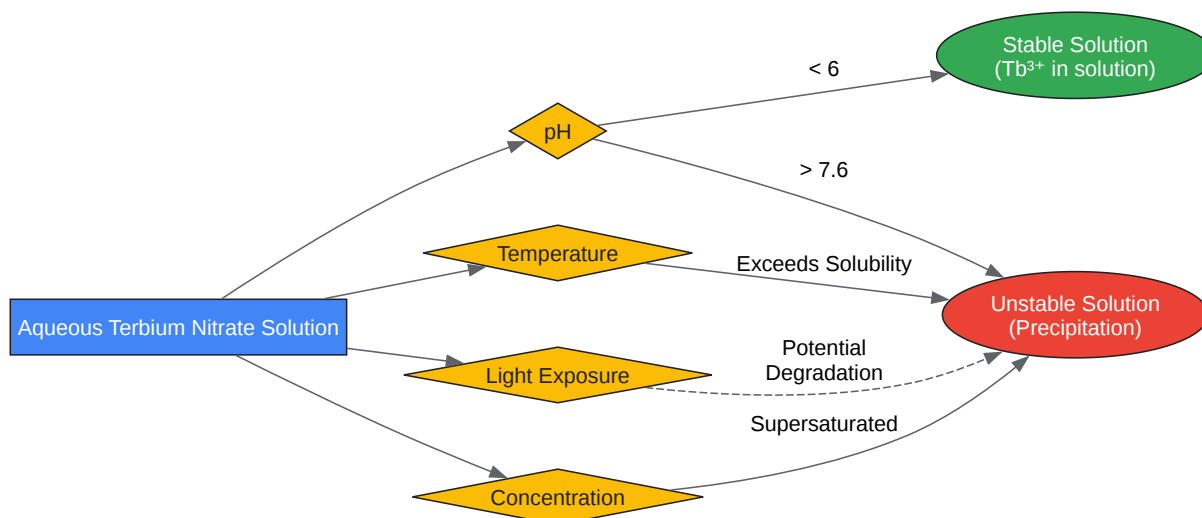 Stable Solution
(Tb³⁺ in solution)
< 6
pH
> 7.6
Temperature
Exceeds Solubility
Unstable Solution
(Precipitation)
Aqueous Terbium Nitrate Solution
Potential
Degradation
Light Exposure
Supersaturated
Concentration